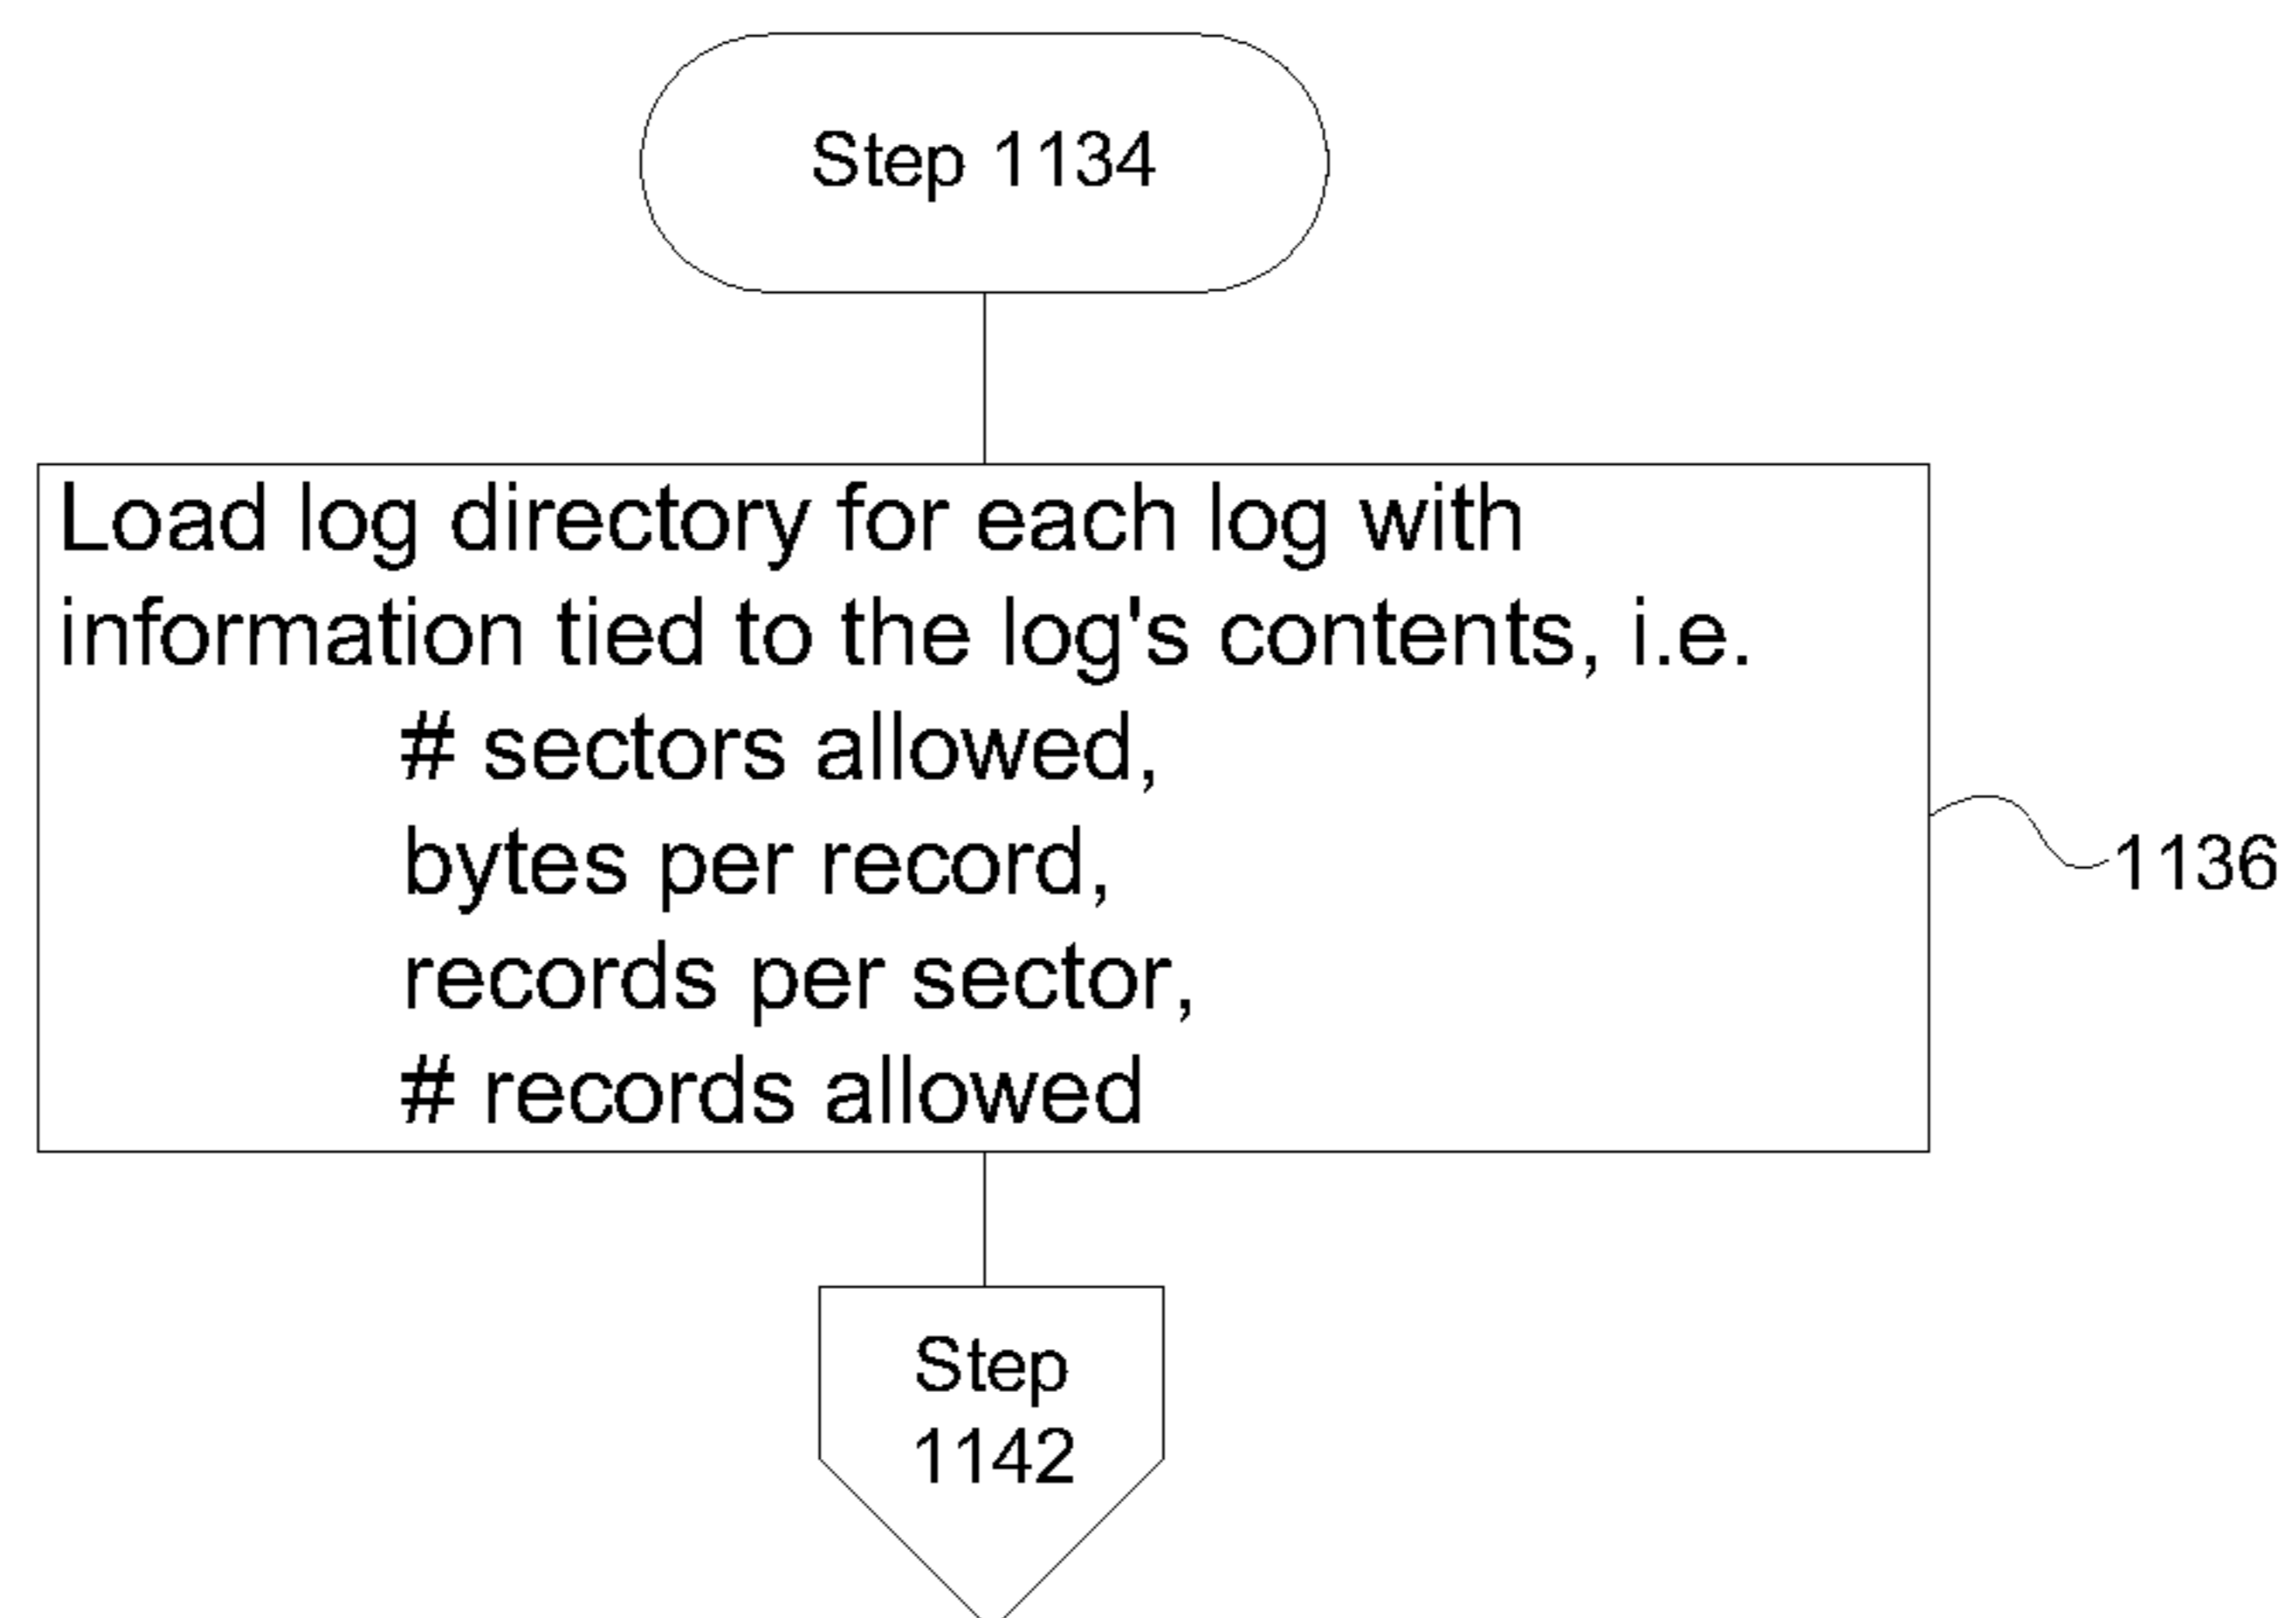 Step 1134
Load log directory for each log with
information tied to the log's contents, i.e.
# sectors allowed,
bytes per record,
records per sector,
# records allowed
1136
Step
1142